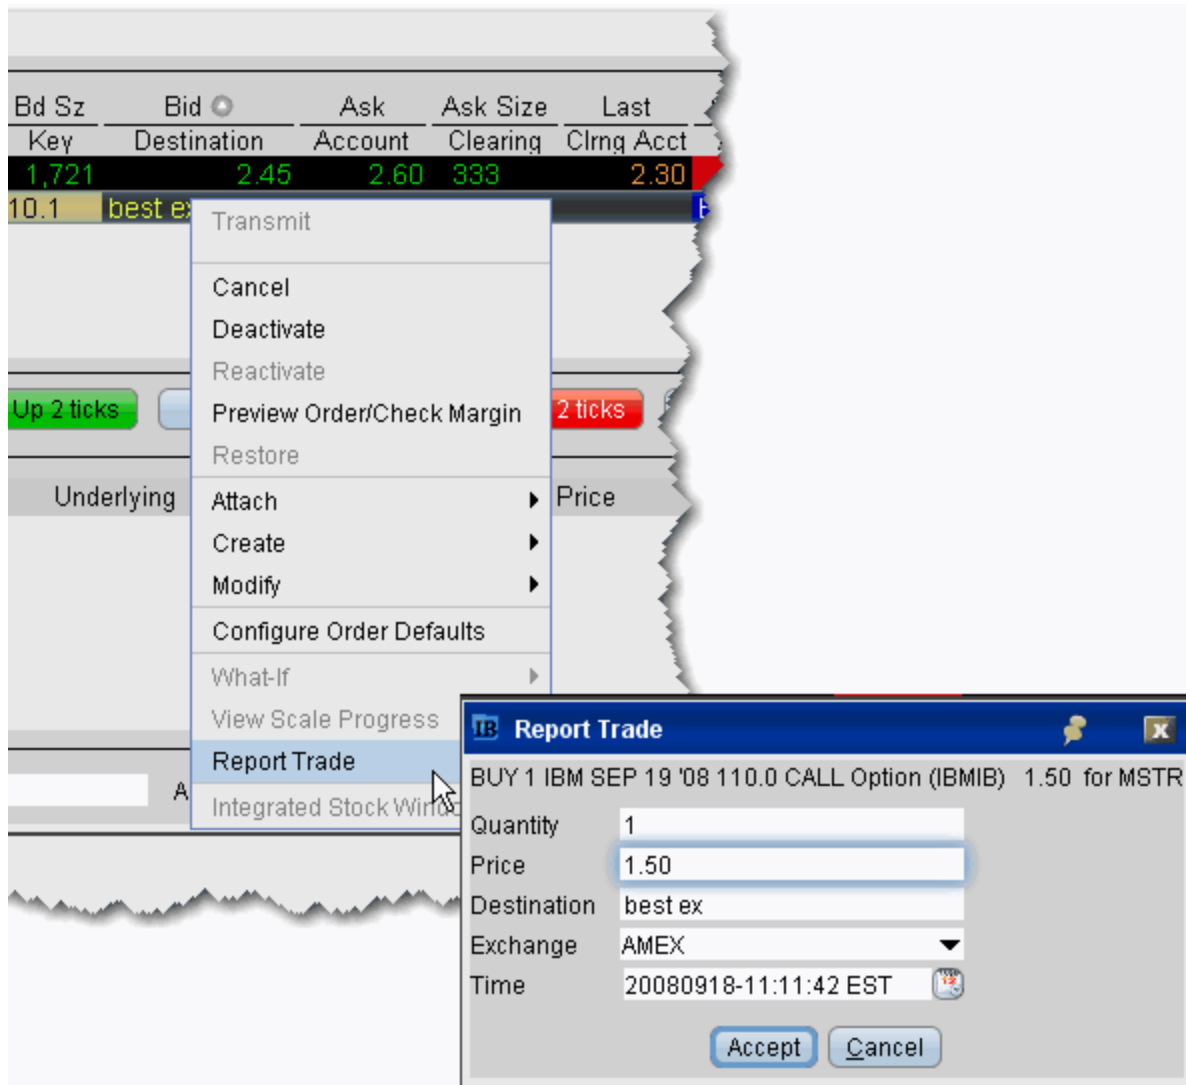 Bd Sz Bid Ask Ask Size Last
Key Destination Account Clearing Clrng Acct
1,721 2.45 2.60 333 2.30
10.1 best ex
Transmit
Cancel
Deactivate
Reactivate
Up 2 ticks Preview Order/Check Margin 2 ticks
Restore
Underlying Attach Price
Create
Modify
Configure Order Defaults
What-If
View Scale Progress
Report Trade
Integrated Stock
IB Report Trade
BUY 1 IBM SEP 19 '08 110.0 CALL Option (IBMIB) 1.50 for MSTR
Quantity 1
Price 1.50
Destination best ex
Exchange AMEX
Time 20080918-11:11:42 EST
Accept Cancel